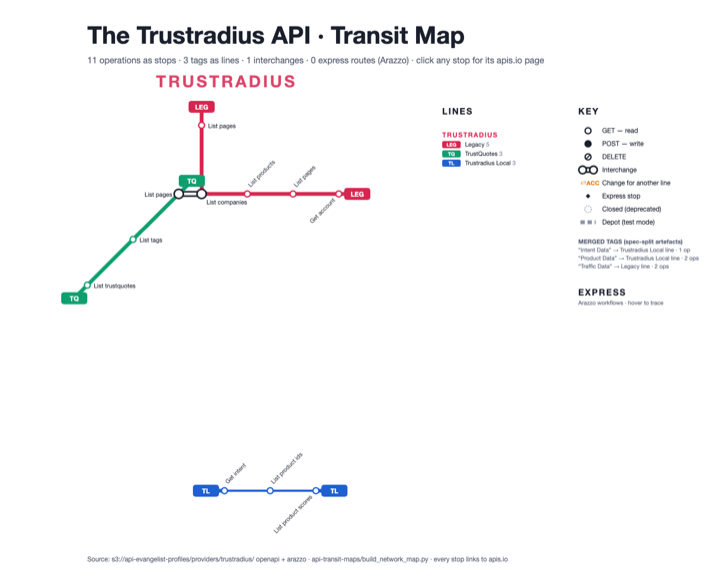 The Trustradius API · Transit Map
11 operations as stops · 3 tags as lines · 1 interchanges · 0 express routes (Arazzo) · click any stop for its apis.io page
TRUSTRADIUS
LEG
List pages
TQ
List pages
List companies
List products
List pages
Get account
LEG
List tags
List trustquotes
TQ
LINES
TRUSTRADIUS
LEG Legacy 5
TQ TrustQuotes 3
TL Trustradius Local 3
KEY
GET — read
POST — write
DELETE
Interchange
⇄ACC Change for another line
Express stop
Closed (deprecated)
Depot (test mode)
MERGED TAGS (spec-split artefacts)
"Intent Data" → Trustradius Local line · 1 op
"Product Data" → Trustradius Local line · 2 ops
"Traffic Data" → Legacy line · 2 ops
EXPRESS
Arazzo workflows · hover to trace
TL
Get intent
List product ids
List product scores
TL
Source: s3://api-evangelist-profiles/providers/trustradius/ openapi + arazzo · api-transit-maps/build_network_map.py · every stop links to apis.io